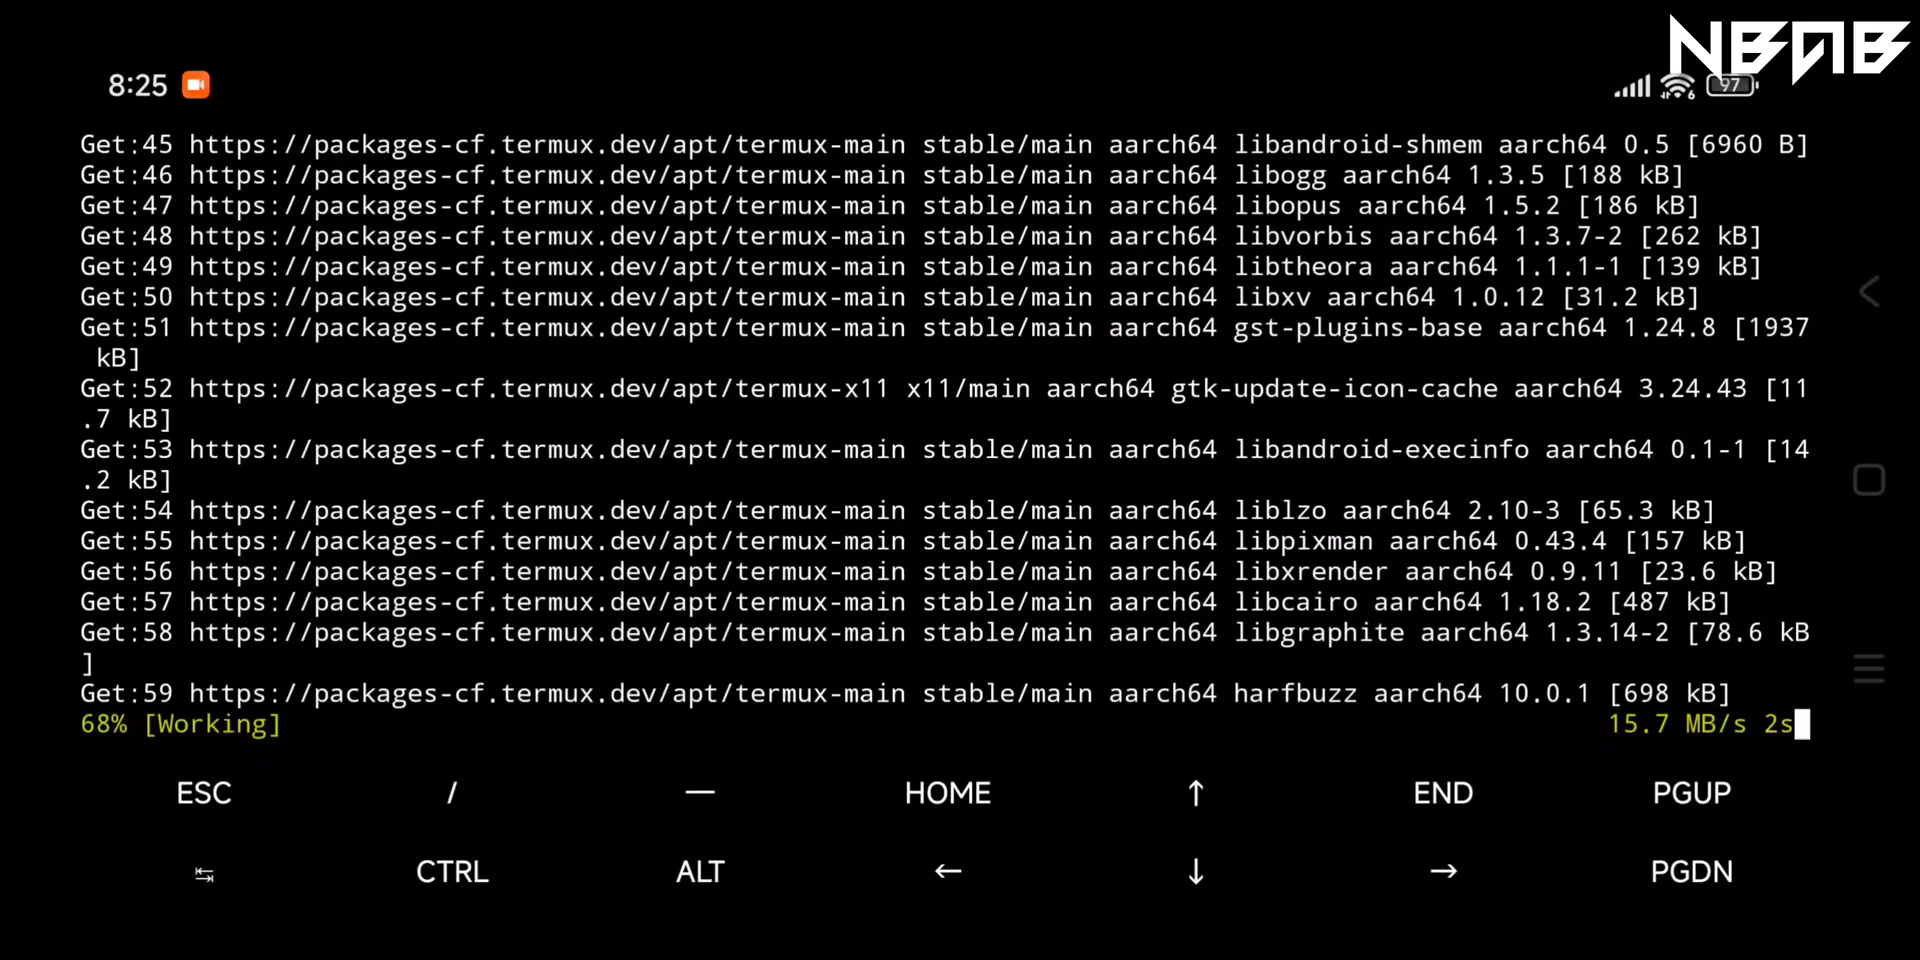 NBAB
8:25
97
6
Get:45 https://packages-cf.termux.dev/apt/termux-main stable/main aarch64 libandroid-shmem aarch64 0.5 [6960 B]
Get:46 https://packages-cf.termux.dev/apt/termux-main stable/main aarch64 libogg aarch64 1.3.5 [188 kB]
Get:47 https://packages-cf.termux.dev/apt/termux-main stable/main aarch64 libopus aarch64 1.5.2 [186 kB]
Get:48 https://packages-cf.termux.dev/apt/termux-main stable/main aarch64 libvorbis aarch64 1.3.7-2 [262 kB]
Get:49 https://packages-cf.termux.dev/apt/termux-main stable/main aarch64 libtheora aarch64 1.1.1-1 [139 kB]
Get:50 https://packages-cf.termux.dev/apt/termux-main stable/main aarch64 libxv aarch64 1.0.12 [31.2 kB]
Get:51 https://packages-cf.termux.dev/apt/termux-main stable/main aarch64 gst-plugins-base aarch64 1.24.8 [1937
kB]
Get:52 https://packages-cf.termux.dev/apt/termux-x11 x11/main aarch64 gtk-update-icon-cache aarch64 3.24.43 [11
.7 kB]
Get:53 https://packages-cf.termux.dev/apt/termux-main stable/main aarch64 libandroid-execinfo aarch64 0.1-1 [14
.2 kB]
Get:54 https://packages-cf.termux.dev/apt/termux-main stable/main aarch64 liblzo aarch64 2.10-3 [65.3 kB]
Get:55 https://packages-cf.termux.dev/apt/termux-main stable/main aarch64 libpixman aarch64 0.43.4 [157 kB]
Get:56 https://packages-cf.termux.dev/apt/termux-main stable/main aarch64 libxrender aarch64 0.9.11 [23.6 kB]
Get:57 https://packages-cf.termux.dev/apt/termux-main stable/main aarch64 libcairo aarch64 1.18.2 [487 kB]
Get:58 https://packages-cf.termux.dev/apt/termux-main stable/main aarch64 libgraphite aarch64 1.3.14-2 [78.6 kB
]
Get:59 https://packages-cf.termux.dev/apt/termux-main stable/main aarch64 harfbuzz aarch64 10.0.1 [698 kB]
68% [Working] 15.7 MB/s 2s
ESC / — HOME ↑ END PGUP
↹ CTRL ALT ← ↓ → PGDN